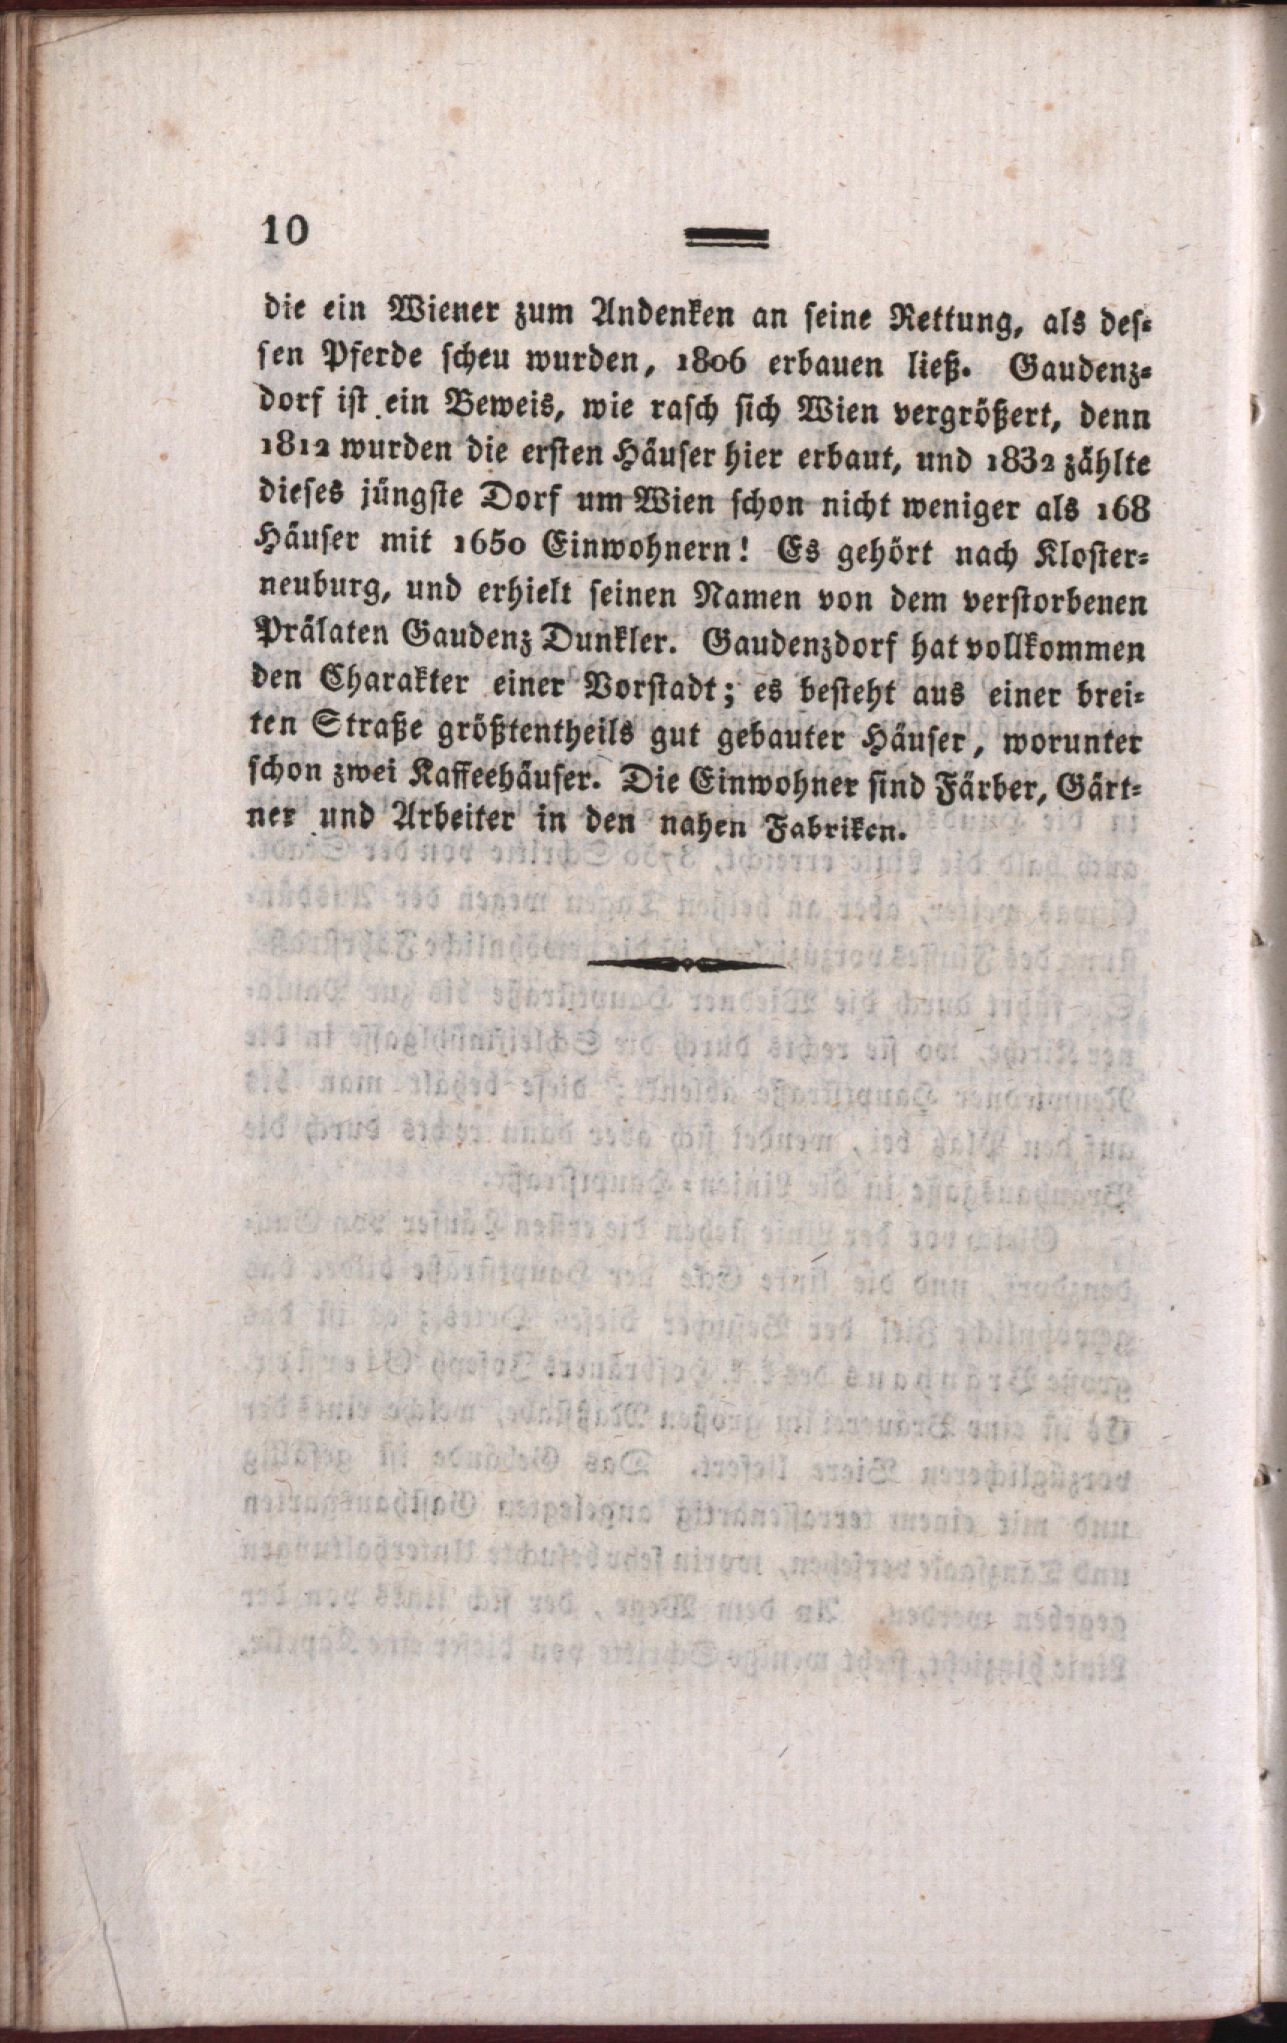 10
die ein Wiener zum Andenken an seine Rettung, als des-
sen Pferde scheu wurden, 1806 erbauen ließ. Gaudenz-
dorf ist ein Beweis, wie rasch sich Wien vergrößert, denn
1812 wurden die ersten Häuser hier erbaut, und 1832 zählte
dieses jüngste Dorf um Wien schon nicht weniger als 168
Häuser mit 1650 Einwohnern! Es gehört nach Kloster-
neuburg, und erhielt seinen Namen von dem verstorbenen
Prälaten Gaudenz Dunkler. Gaudenzdorf hat vollkommen
den Charakter einer Vorstadt; es besteht aus einer brei-
ten Straße größtentheils gut gebauter Häuser, worunter
schon zwei Kaffeehäuser. Die Einwohner sind Färber, Gärt-
ner und Arbeiter in den nahen Fabriken.